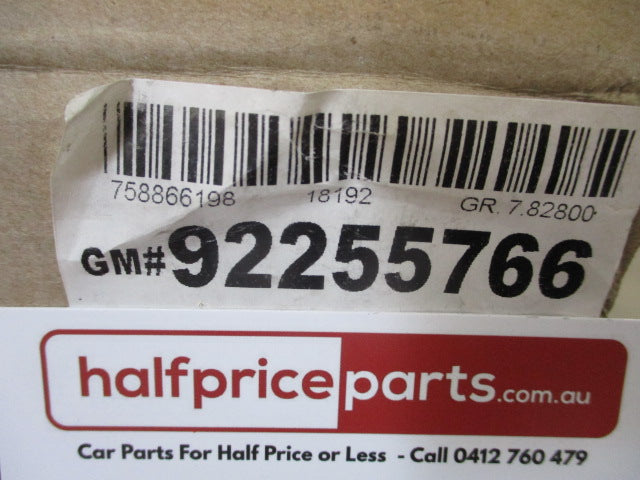 758866198 18192 GR. 7.82800
GM#92255766
halfpriceparts.com.au
Car Parts For Half Price or Less - Call 0412 760 479